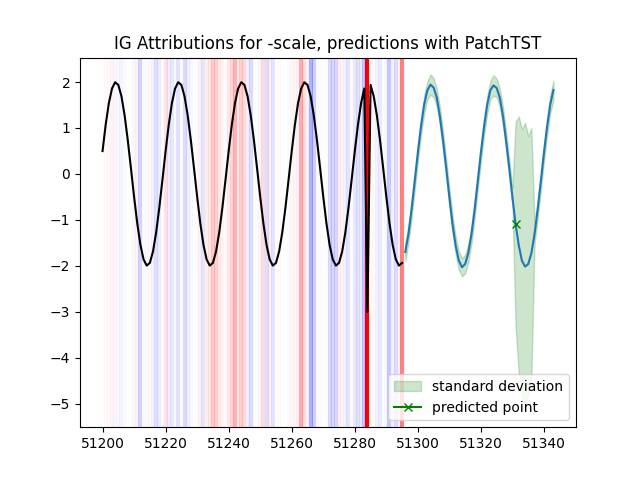 IG Attributions for -scale, predictions with PatchTST
2
1
0
−1
−2
−3
−4
−5
standard deviation
predicted point
51200 51220 51240 51260 51280 51300 51320 51340